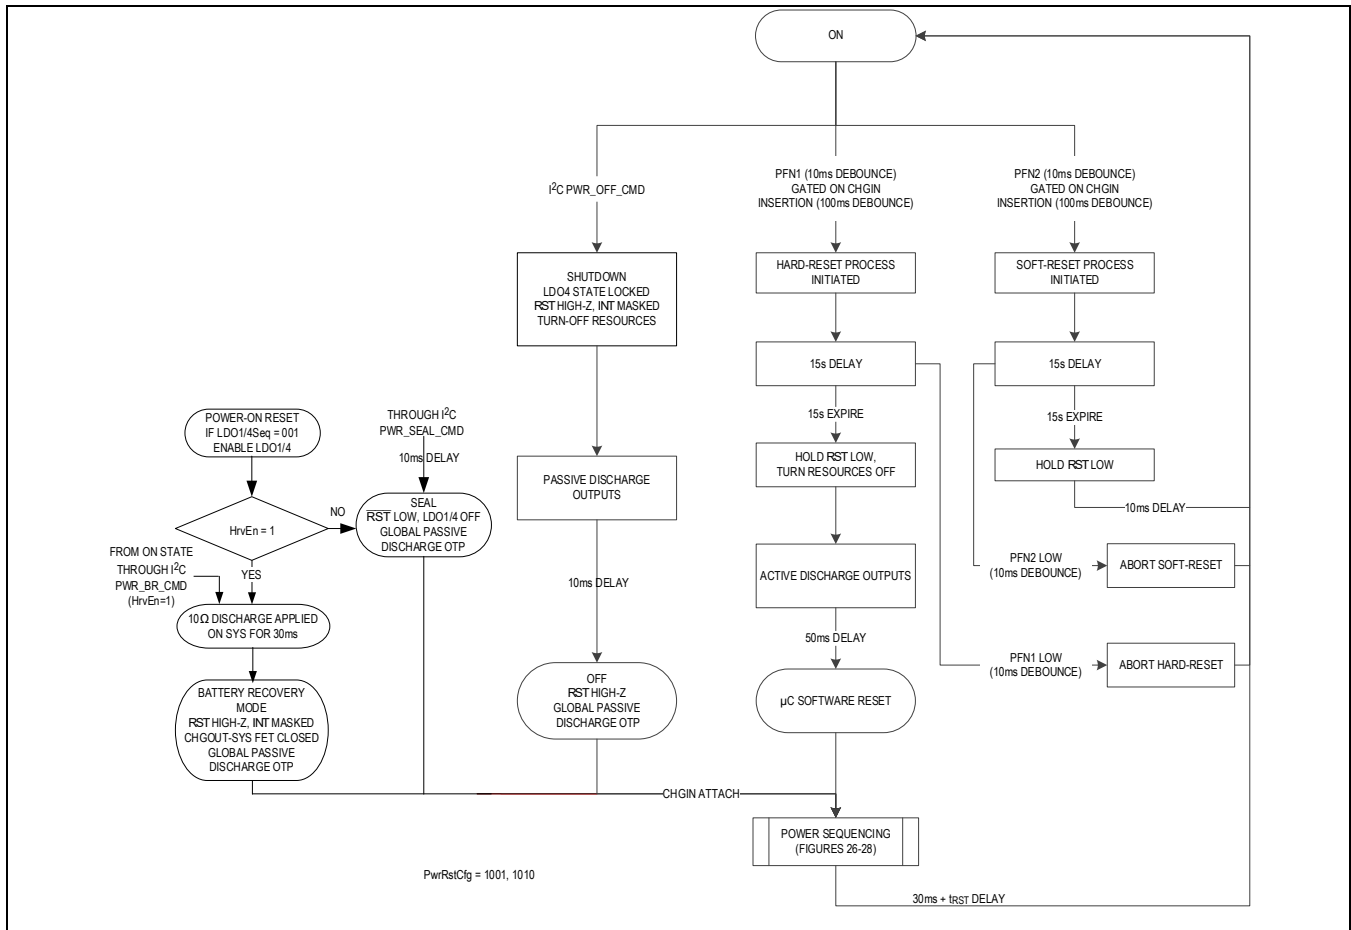 ON
I2C PWR_OFF_CMD
PFN1 (10ms DEBOUNCE)
GATED ON CHGIN
INSERTION (100ms DEBOUNCE)
PFN2 (10ms DEBOUNCE)
GATED ON CHGIN
INSERTION (100ms DEBOUNCE)
SHUTDOWN
LDO4 STATE LOCKED
RST HIGH-Z, INT MASKED
TURN-OFF RESOURCES
HARD-RESET PROCESS
INITIATED
SOFT-RESET PROCESS
INITIATED
15s DELAY
15s DELAY
15s EXPIRE
15s EXPIRE
POWER-ON RESET
IF LDO1/4Seq = 001
ENABLE LDO1/4
THROUGH I2C
PWR_SEAL_CMD
10ms DELAY
PASSIVE DISCHARGE
OUTPUTS
HOLD RST LOW,
TURN RESOURCES OFF
HOLD RST LOW
HrvEn = 1
NO
SEAL
RST LOW, LDO1/4 OFF
GLOBAL PASSIVE
DISCHARGE OTP
10ms DELAY
FROM ON STATE
THROUGH I2C
PWR_BR_CMD
(HrvEn=1)
YES
10ms DELAY
ACTIVE DISCHARGE OUTPUTS
PFN2 LOW
(10ms DEBOUNCE)
ABORT SOFT-RESET
10Ω DISCHARGE APPLIED
ON SYS FOR 30ms
50ms DELAY
PFN1 LOW
(10ms DEBOUNCE)
ABORT HARD-RESET
BATTERY RECOVERY
MODE
RST HIGH-Z, INT MASKED
CHGOUT-SYS FET CLOSED
GLOBAL PASSIVE
DISCHARGE OTP
OFF
RST HIGH-Z
GLOBAL PASSIVE
DISCHARGE OTP
µC SOFTWARE RESET
CHGIN ATTACH
POWER SEQUENCING
(FIGURES 26-28)
PwrRstCfg = 1001, 1010
30ms + tRST DELAY